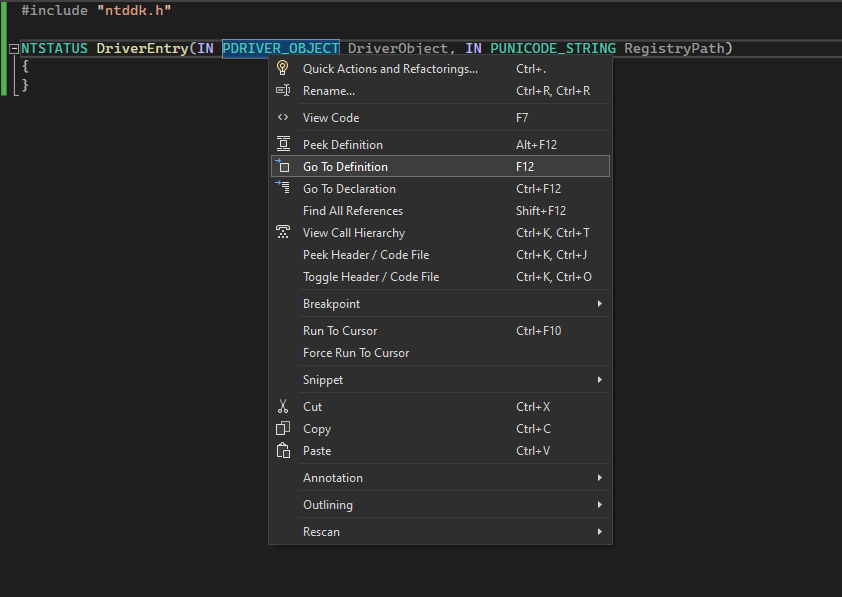 #include "ntddk.h"
NTSTATUS DriverEntry(IN PDRIVER_OBJECT DriverObject, IN PUNICODE_STRING RegistryPath)
{
}
Quick Actions and Refactorings... Ctrl+.
Rename... Ctrl+R, Ctrl+R
View Code F7
Peek Definition Alt+F12
Go To Definition F12
Go To Declaration Ctrl+F12
Find All References Shift+F12
View Call Hierarchy Ctrl+K, Ctrl+T
Peek Header / Code File Ctrl+K, Ctrl+J
Toggle Header / Code File Ctrl+K, Ctrl+O
Breakpoint
Run To Cursor Ctrl+F10
Force Run To Cursor
Snippet
Cut Ctrl+X
Copy Ctrl+C
Paste Ctrl+V
Annotation
Outlining
Rescan